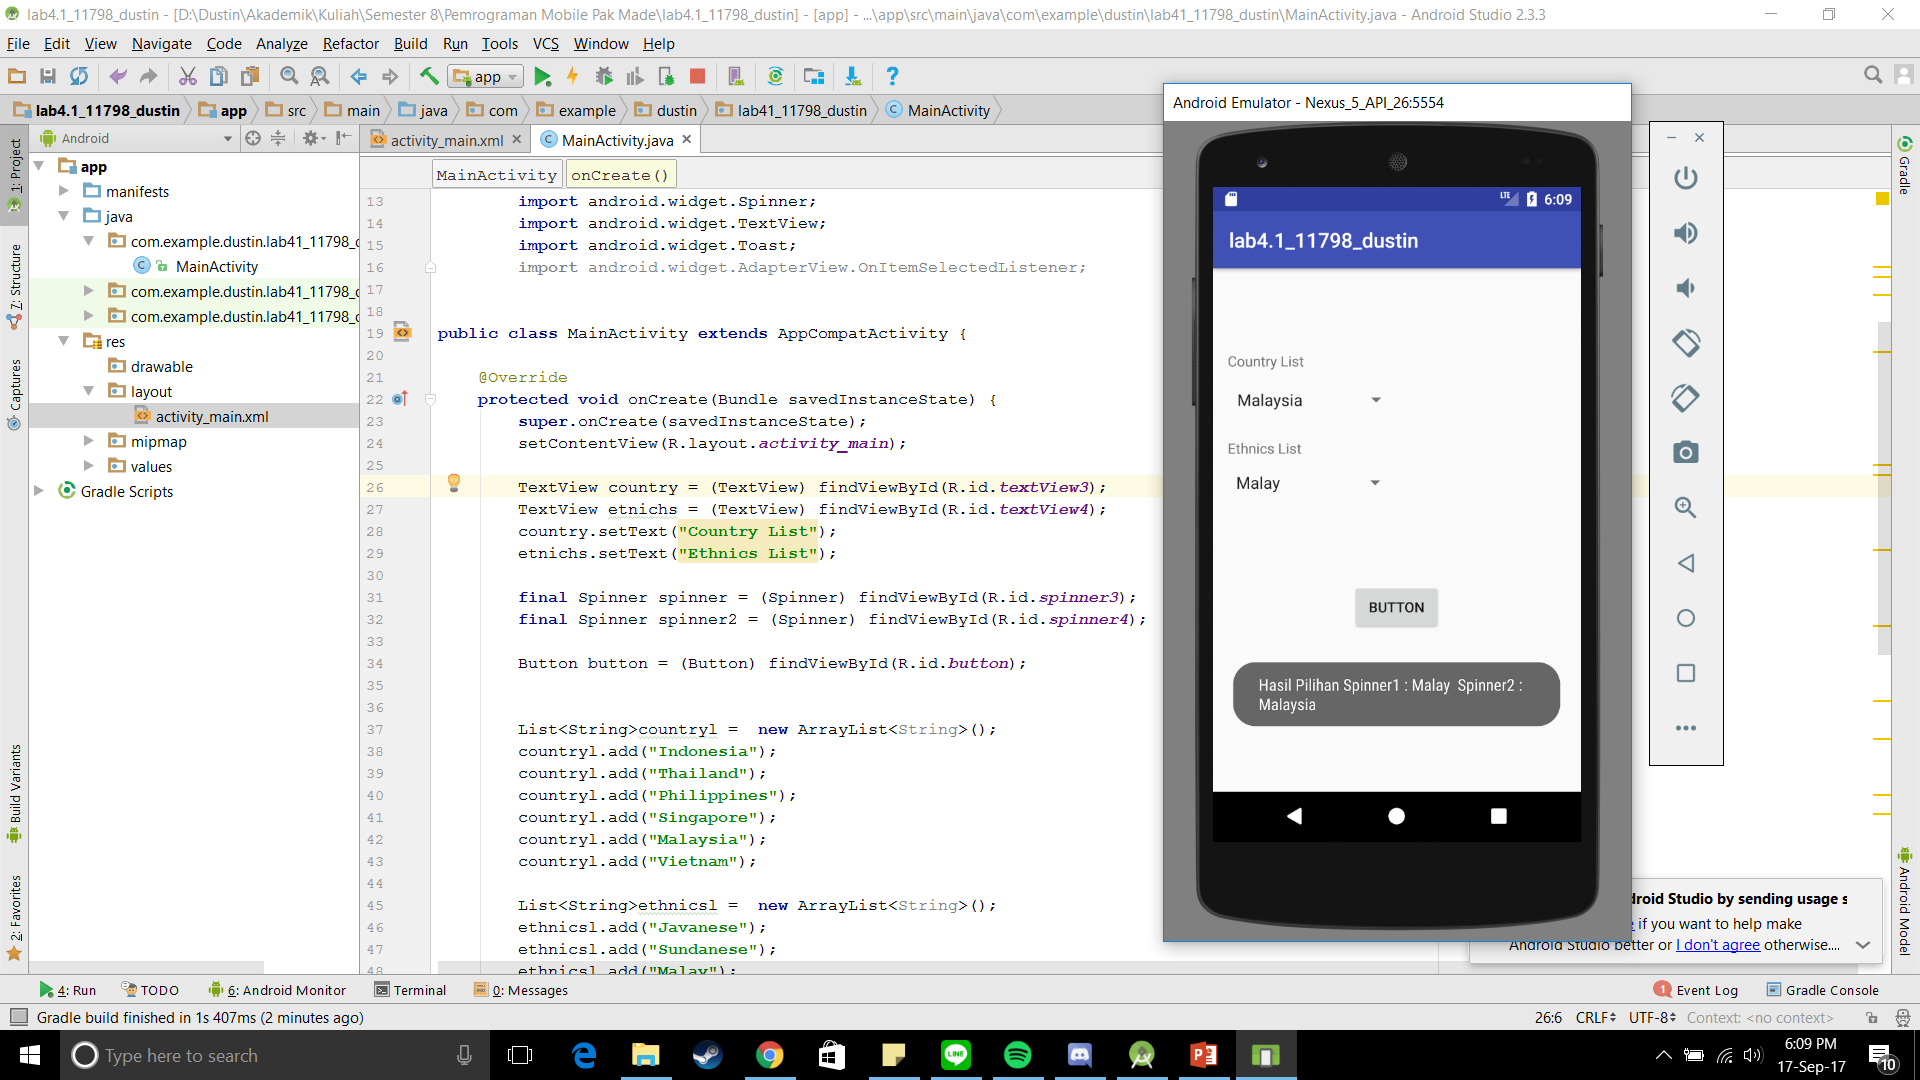 lab4.1_11798_dustin - [D:\Dustin\Akademik\Kuliah\Semester 8\Pemrograman Mobile Pak Made\lab4.1_11798_dustin] - [app] - ...\app\src\main\java\com\example\dustin\lab41_11798_dustin\MainActivity.java - Android Studio 2.3.3
File Edit View Navigate Code Analyze Refactor Build Run Tools VCS Window Help
app
lab4.1_11798_dustin app src main java com example dustin lab41_11798_dustin MainActivity
Android
activity_main.xml MainActivity.java
MainActivity onCreate()
1: Project
7: Structure
Captures
Build Variants
2: Favorites
app
manifests
java
com.example.dustin.lab41_11798_
MainActivity
com.example.dustin.lab41_11798_
com.example.dustin.lab41_11798_
res
drawable
layout
activity_main.xml
mipmap
values
Gradle Scripts
13 import android.widget.Spinner;
14 import android.widget.TextView;
15 import android.widget.Toast;
16 import android.widget.AdapterView.OnItemSelectedListener;
17
18
19 public class MainActivity extends AppCompatActivity {
20
21 @Override
22 protected void onCreate(Bundle savedInstanceState) {
23 super.onCreate(savedInstanceState);
24 setContentView(R.layout.activity_main);
25
26 TextView country = (TextView) findViewById(R.id.textView3);
27 TextView etnichs = (TextView) findViewById(R.id.textView4);
28 country.setText("Country List");
29 etnichs.setText("Ethnics List");
30
31 final Spinner spinner = (Spinner) findViewById(R.id.spinner3);
32 final Spinner spinner2 = (Spinner) findViewById(R.id.spinner4);
33
34 Button button = (Button) findViewById(R.id.button);
35
36
37 List<String>countryl = new ArrayList<String>();
38 countryl.add("Indonesia");
39 countryl.add("Thailand");
40 countryl.add("Philippines");
41 countryl.add("Singapore");
42 countryl.add("Malaysia");
43 countryl.add("Vietnam");
44
45 List<String>ethnicsl = new ArrayList<String>();
46 ethnicsl.add("Javanese");
47 ethnicsl.add("Sundanese");
48 ethnicsl.add("Malay");
Android Emulator - Nexus_5_API_26:5554
LTE 6:09
lab4.1_11798_dustin
Country List
Malaysia
Ethnics List
Malay
BUTTON
Hasil Pilihan Spinner1 : Malay Spinner2 :
Malaysia
Gradle
Android Model
droid Studio by sending usage s
if you want to help make
Android Studio better or I don't agree otherwise....
4: Run TODO 6: Android Monitor Terminal 0: Messages
1 Event Log Gradle Console
Gradle build finished in 1s 407ms (2 minutes ago)
26:6 CRLF UTF-8 Context: <no context>
Type here to search
LINE
6:09 PM
17-Sep-17
10